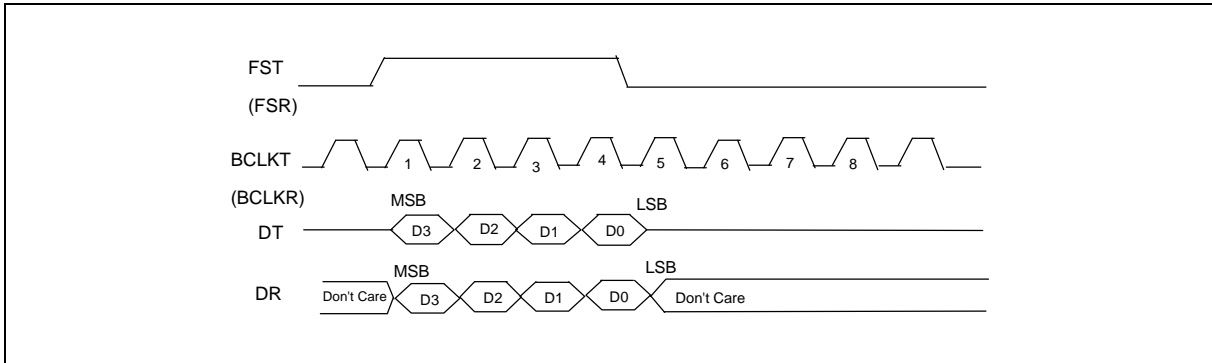 FST
(FSR)
BCLKT
1 2 3 4 5 6 7 8
(BCLKR)
MSB
LSB
DT
D3 D2 D1 D0
MSB
LSB
DR
Don't Care D3 D2 D1 D0 Don't Care